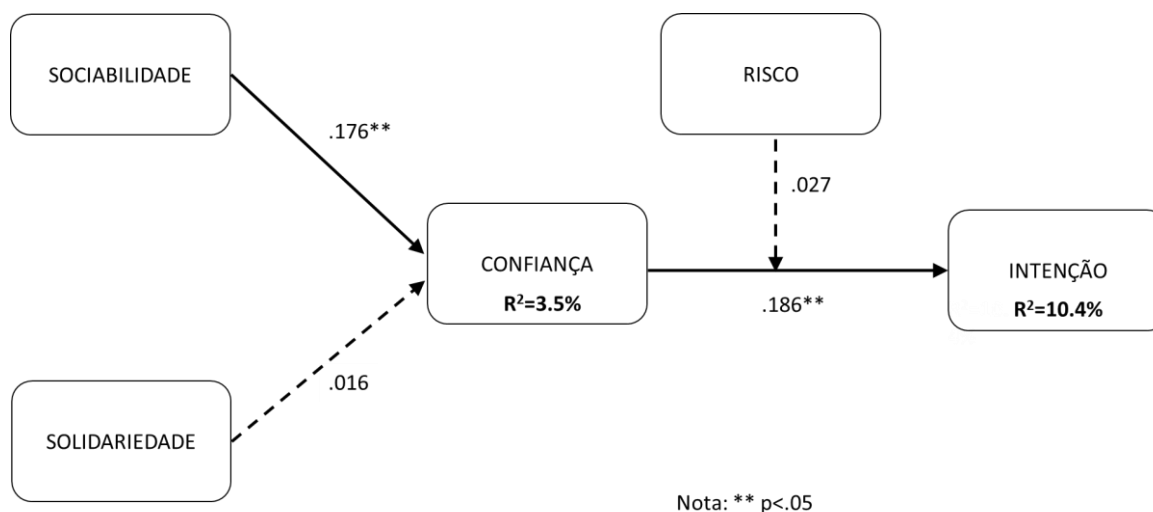 SOCIABILIDADE
RISCO
.176**
.027
CONFIANÇA
R²=3.5%
INTENÇÃO
R²=10.4%
.186**
.016
SOLIDARIEDADE
Nota: ** p<.05